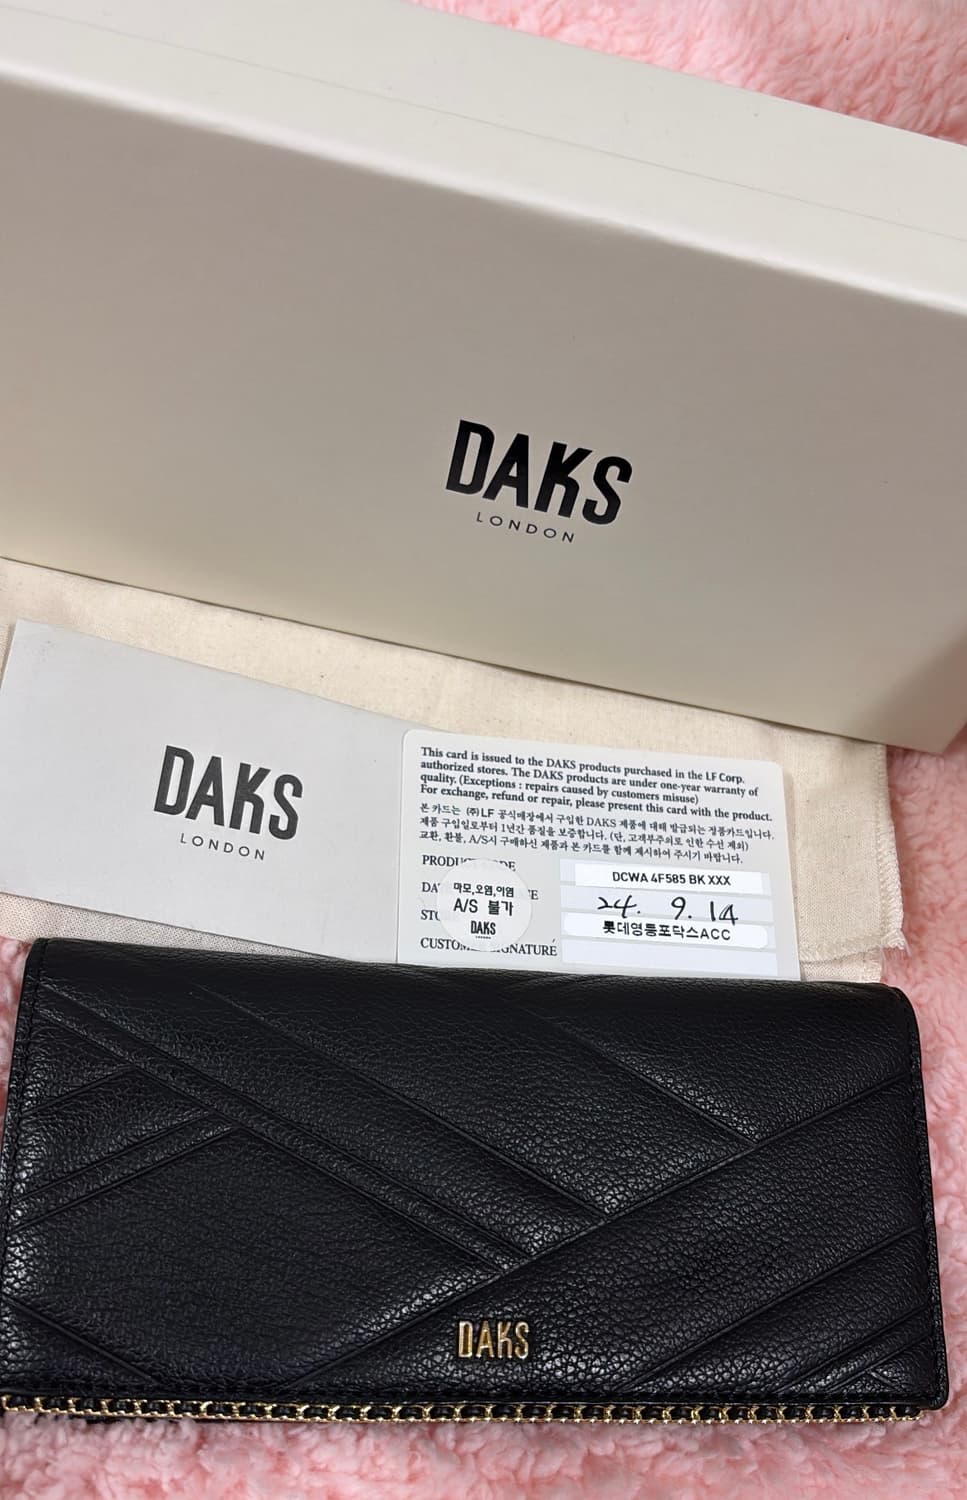 DAKS
LONDON
DAKS
LONDON
This card is issued to the DAKS products purchased in the LF Corp.
authorized stores. The DAKS products are under one-year warranty of
quality. (Exceptions : repairs caused by customers misuse)
For exchange, refund or repair, please present this card with the product.
본 카드는 (주)LF 공식매장에서 구입한 DAKS 제품에 대해 발급되는 정품카드입니다.
제품 구입일로부터 1년간 품질을 보증합니다. (단, 고객부주의로 인한 수선 제외)
교환, 환불, A/S시 구매하신 제품과 본 카드를 함께 제시하여 주시기 바랍니다.
DCWA 4F585 BK XXX
24. 9. 14
롯데영등포닥스ACC
마모,오염,이염
A/S 불가
DAKS
DAKS